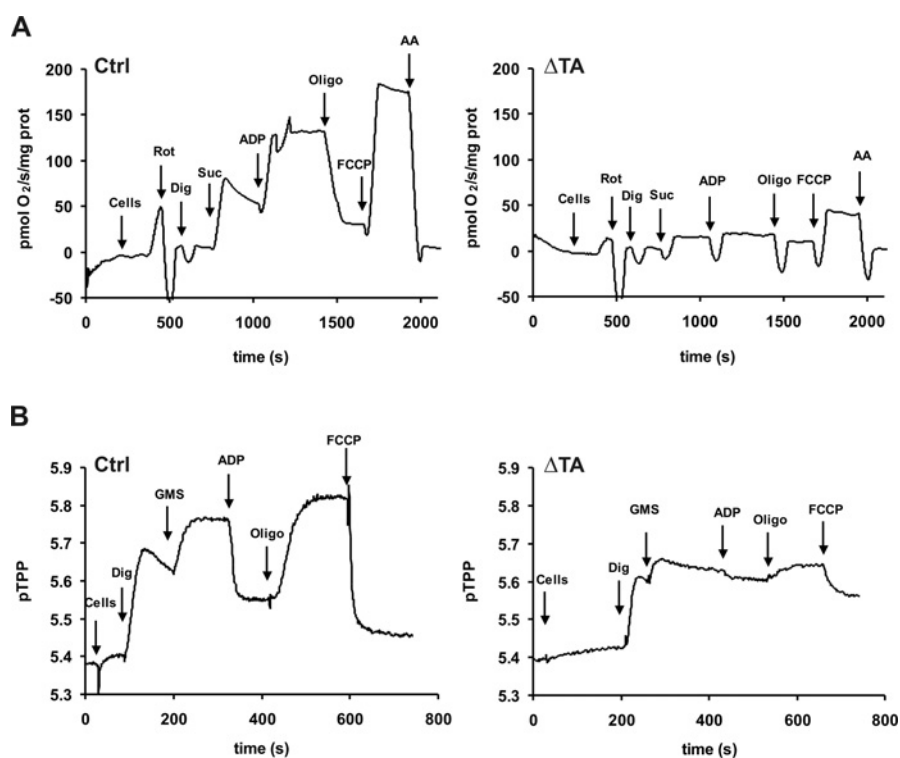 A
Ctrl
ΔTA
AA
Oligo
ADP
Rot
Suc
Dig
FCCP
Cells
pmol O2/s/mg prot
200
150
100
50
0
-50
0 500 1000 1500 2000
time (s)
AA
Rot
Dig Suc ADP Oligo FCCP
Cells
pmol O2/s/mg prot
200
150
100
50
0
-50
0 500 1000 1500 2000
time (s)
B
Ctrl
ΔTA
FCCP
ADP
GMS
Oligo
Dig
Cells
pTPP
5.9
5.8
5.7
5.6
5.5
5.4
5.3
0 200 400 600 800
time (s)
GMS ADP Oligo FCCP
Cells Dig
pTPP
5.9
5.8
5.7
5.6
5.5
5.4
5.3
0 200 400 600 800
time (s)